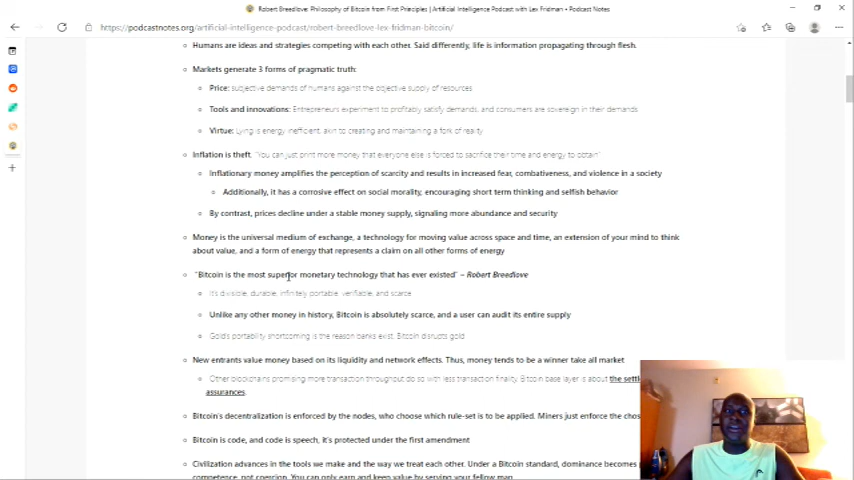 Robert Breedlove: Philosophy of Bitcoin from First Principles | Artificial Intelligence Podcast with Lex Fridman • Podcast Notes
https://podcastnotes.org/artificial-intelligence-podcast/robert-breedlove-lex-fridman-bitcoin/
Humans are ideas and strategies competing with each other. Said differently, life is information propagating through flesh.
Markets generate 3 forms of pragmatic truth:
Price: subjective demands of humans against the objective supply of resources
Tools and innovations: Entrepreneurs experiment to profitably satisfy demands, and consumers are sovereign in their demands
Virtue: Lying is energy inefficient, akin to creating and maintaining a fork of reality
Inflation is theft. "You can just print more money that everyone else is forced to sacrifice their time and energy to obtain"
Inflationary money amplifies the perception of scarcity and results in increased fear, combativeness, and violence in a society
Additionally, it has a corrosive effect on social morality, encouraging short term thinking and selfish behavior
By contrast, prices decline under a stable money supply, signaling more abundance and security
Money is the universal medium of exchange, a technology for moving value across space and time, an extension of your mind to think
about value, and a form of energy that represents a claim on all other forms of energy
"Bitcoin is the most superior monetary technology that has ever existed" – Robert Breedlove
It's divisible, durable, infinitely portable, verifiable, and scarce
Unlike any other money in history, Bitcoin is absolutely scarce, and a user can audit its entire supply
Gold's portability shortcoming is the reason banks exist, Bitcoin disrupts gold
New entrants value money based on its liquidity and network effects. Thus, money tends to be a winner take all market
Other blockchains promising more transaction throughout do so with less transaction finality. Bitcoin base layer is about the settl
assurances.
Bitcoin's decentralization is enforced by the nodes, who choose which rule-set is to be applied. Miners just enforce the chos
Bitcoin is code, and code is speech, it's protected under the first amendment
Civilization advances in the tools we make and the way we treat each other. Under a Bitcoin standard, dominance becomes
competence, not coercion. You can only earn and keep value by serving your fellow man.